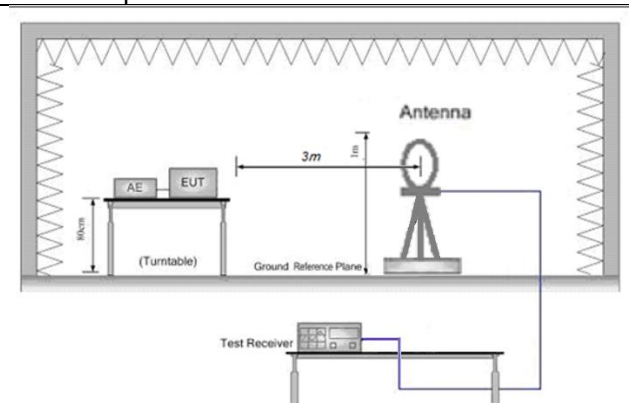 Antenna
3m
1m
AE
EUT
80cm
(Turntable)
Ground Reference Plane
Test Receiver